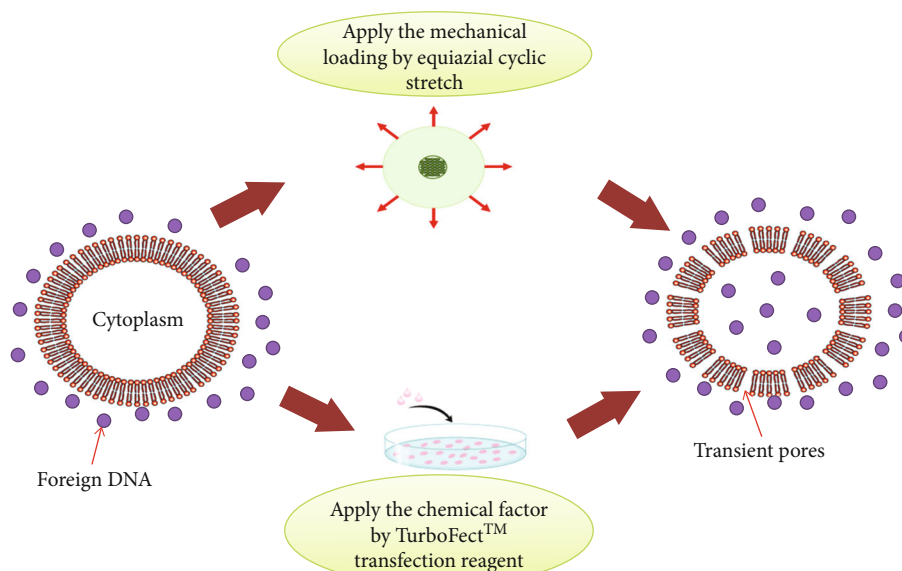 Apply the mechanical
loading by equiazial cyclic
stretch
Cytoplasm
Foreign DNA
Transient pores
Apply the chemical factor
by TurboFect™
transfection reagent